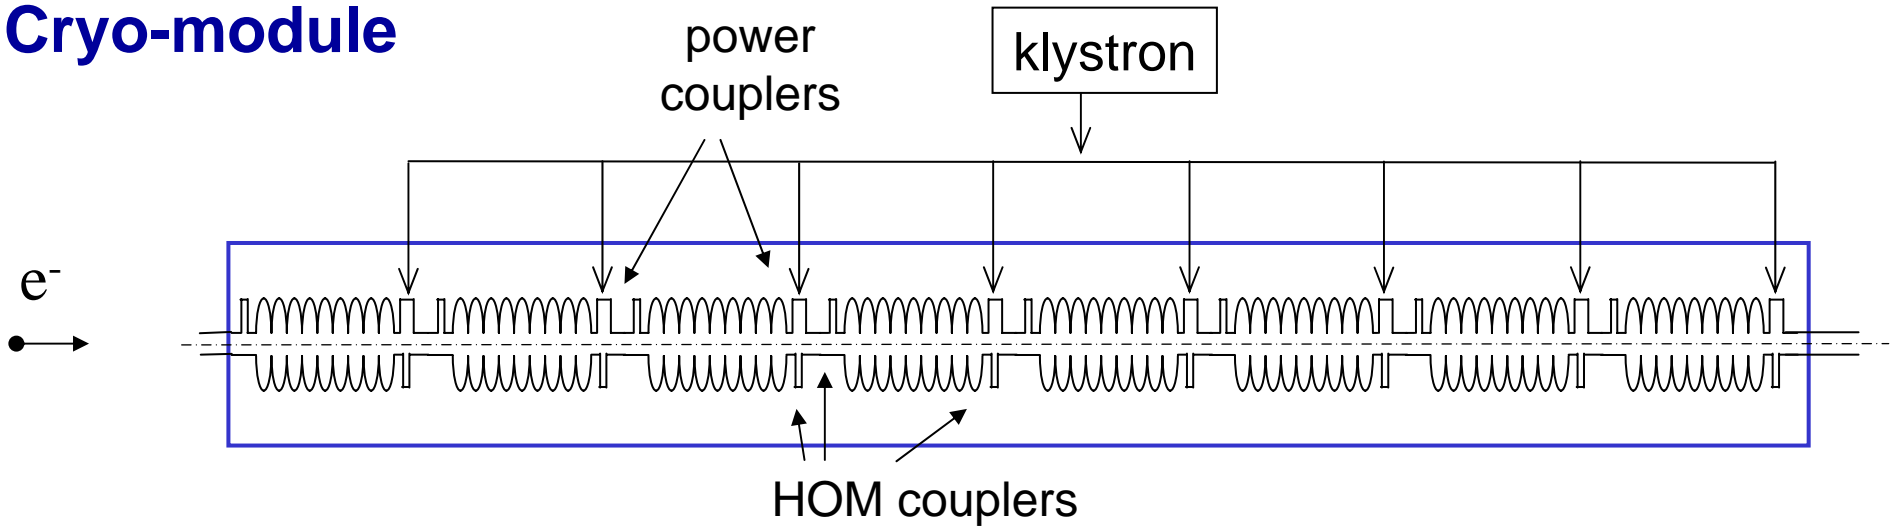 Cryo-module
power
couplers
klystron
e-
HOM couplers